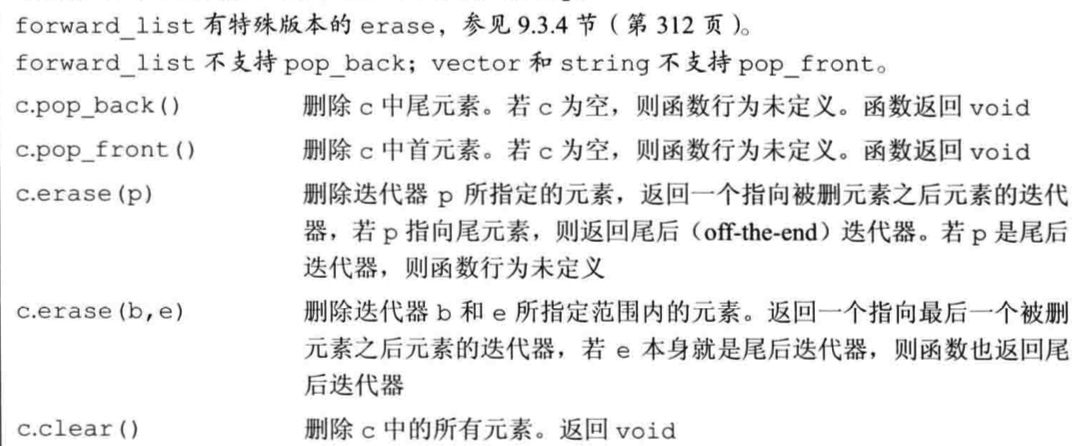 forward_list 有特殊版本的 erase，参见 9.3.4 节（第 312 页）。
forward_list 不支持 pop_back；vector 和 string 不支持 pop_front。
c.pop_back() 删除 c 中尾元素。若 c 为空，则函数行为未定义。函数返回 void
c.pop_front() 删除 c 中首元素。若 c 为空，则函数行为未定义。函数返回 void
c.erase(p) 删除迭代器 p 所指定的元素，返回一个指向被删元素之后元素的迭代
器，若 p 指向尾元素，则返回尾后（off-the-end）迭代器。若 p 是尾后
迭代器，则函数行为未定义
c.erase(b,e) 删除迭代器 b 和 e 所指定范围内的元素。返回一个指向最后一个被删
元素之后元素的迭代器，若 e 本身就是尾后迭代器，则函数也返回尾
后迭代器
c.clear() 删除 c 中的所有元素。返回 void